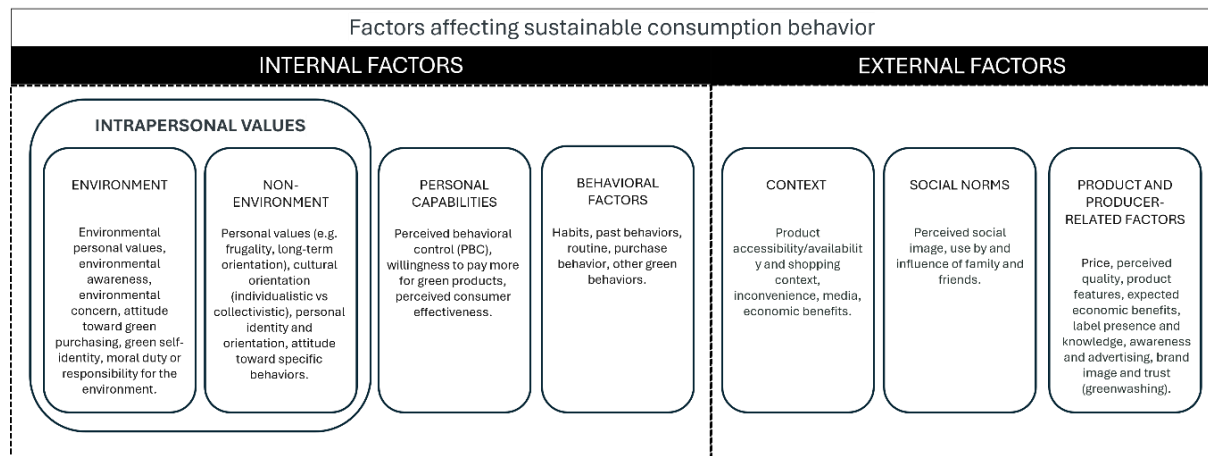 Factors affecting sustainable consumption behavior
INTERNAL FACTORS
EXTERNAL FACTORS
INTRAPERSONAL VALUES
ENVIRONMENT
Environmental
personal values,
environmental
awareness,
environmental
concern, attitude
toward green
purchasing, green self-
identity, moral duty or
responsibility for the
environment.
NON-
ENVIRONMENT
Personal values (e.g.
frugality, long-term
orientation), cultural
orientation
(individualistic vs
collectivistic), personal
identity and
orientation, attitude
toward specific
behaviors.
PERSONAL
CAPABILITIES
Perceived behavioral
control (PBC),
willingness to pay more
for green products,
perceived consumer
effectiveness.
BEHAVIORAL
FACTORS
Habits, past behaviors,
routine, purchase
behavior, other green
behaviors.
CONTEXT
Product
accessibility/availabilit
y and shopping
context,
inconvenience, media,
economic benefits.
SOCIAL NORMS
Perceived social
image, use by and
influence of family and
friends.
PRODUCT AND
PRODUCER-
RELATED FACTORS
Price, perceived
quality, product
features, expected
economic benefits,
label presence and
knowledge, awareness
and advertising, brand
image and trust
(greenwashing).